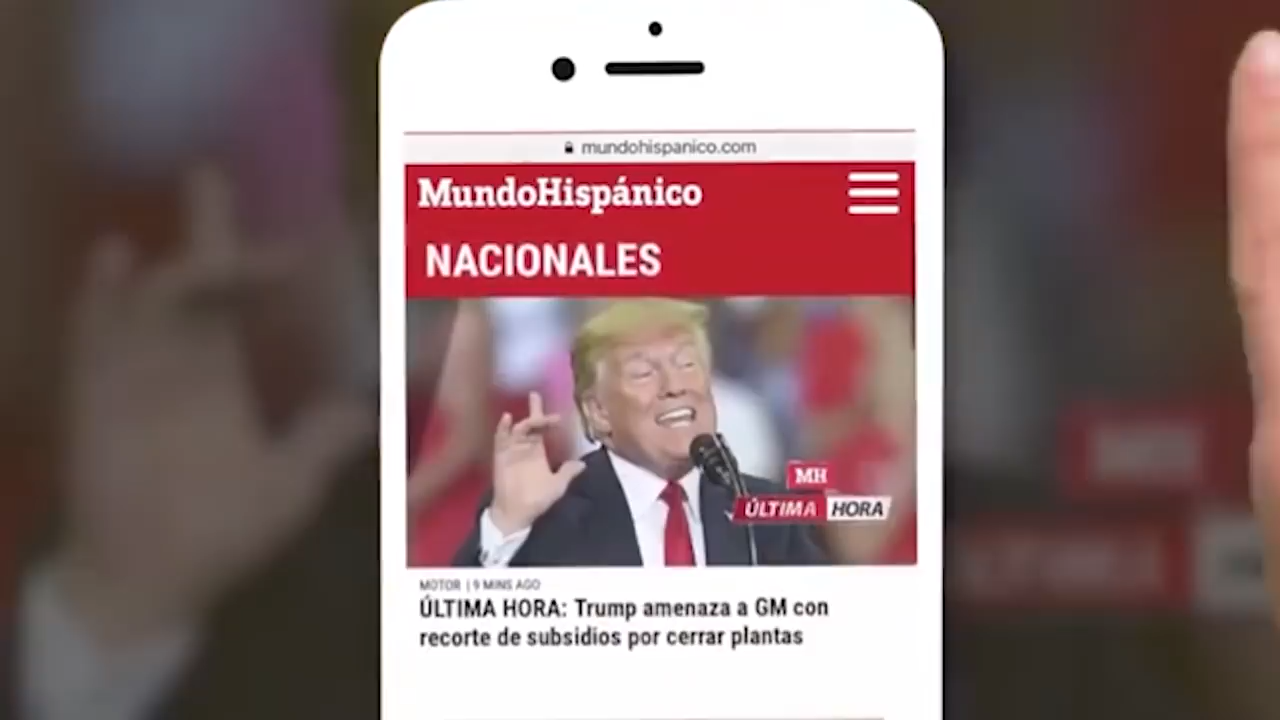 mundohispanico.com
MundoHispánico
NACIONALES
MH
ÚLTIMA HORA
MOTOR | 9 MINS AGO
ÚLTIMA HORA: Trump amenaza a GM con
recorte de subsidios por cerrar plantas